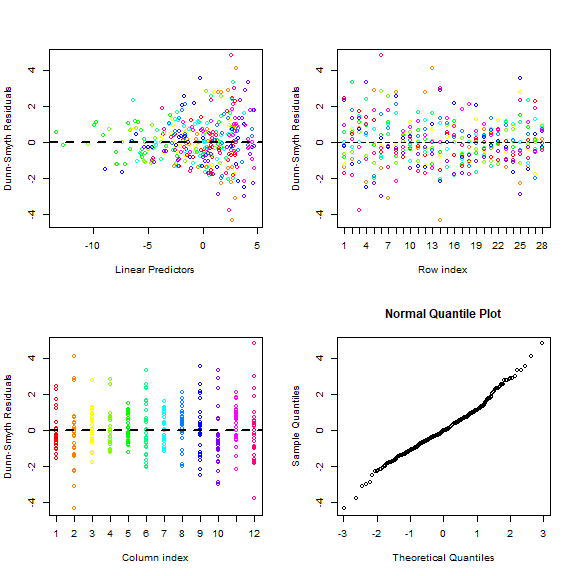 Dunn-Smyth Residuals
4
2
0
-2
-4
-10 -5 0 5
Linear Predictors
Dunn-Smyth Residuals
4
2
0
-2
-4
1 4 7 10 13 16 19 22 25 28
Row index
Dunn-Smyth Residuals
4
2
0
-2
-4
1 2 3 4 5 6 7 8 9 10 12
Column index
Normal Quantile Plot
Sample Quantiles
4
2
0
-2
-4
-3 -2 -1 0 1 2 3
Theoretical Quantiles